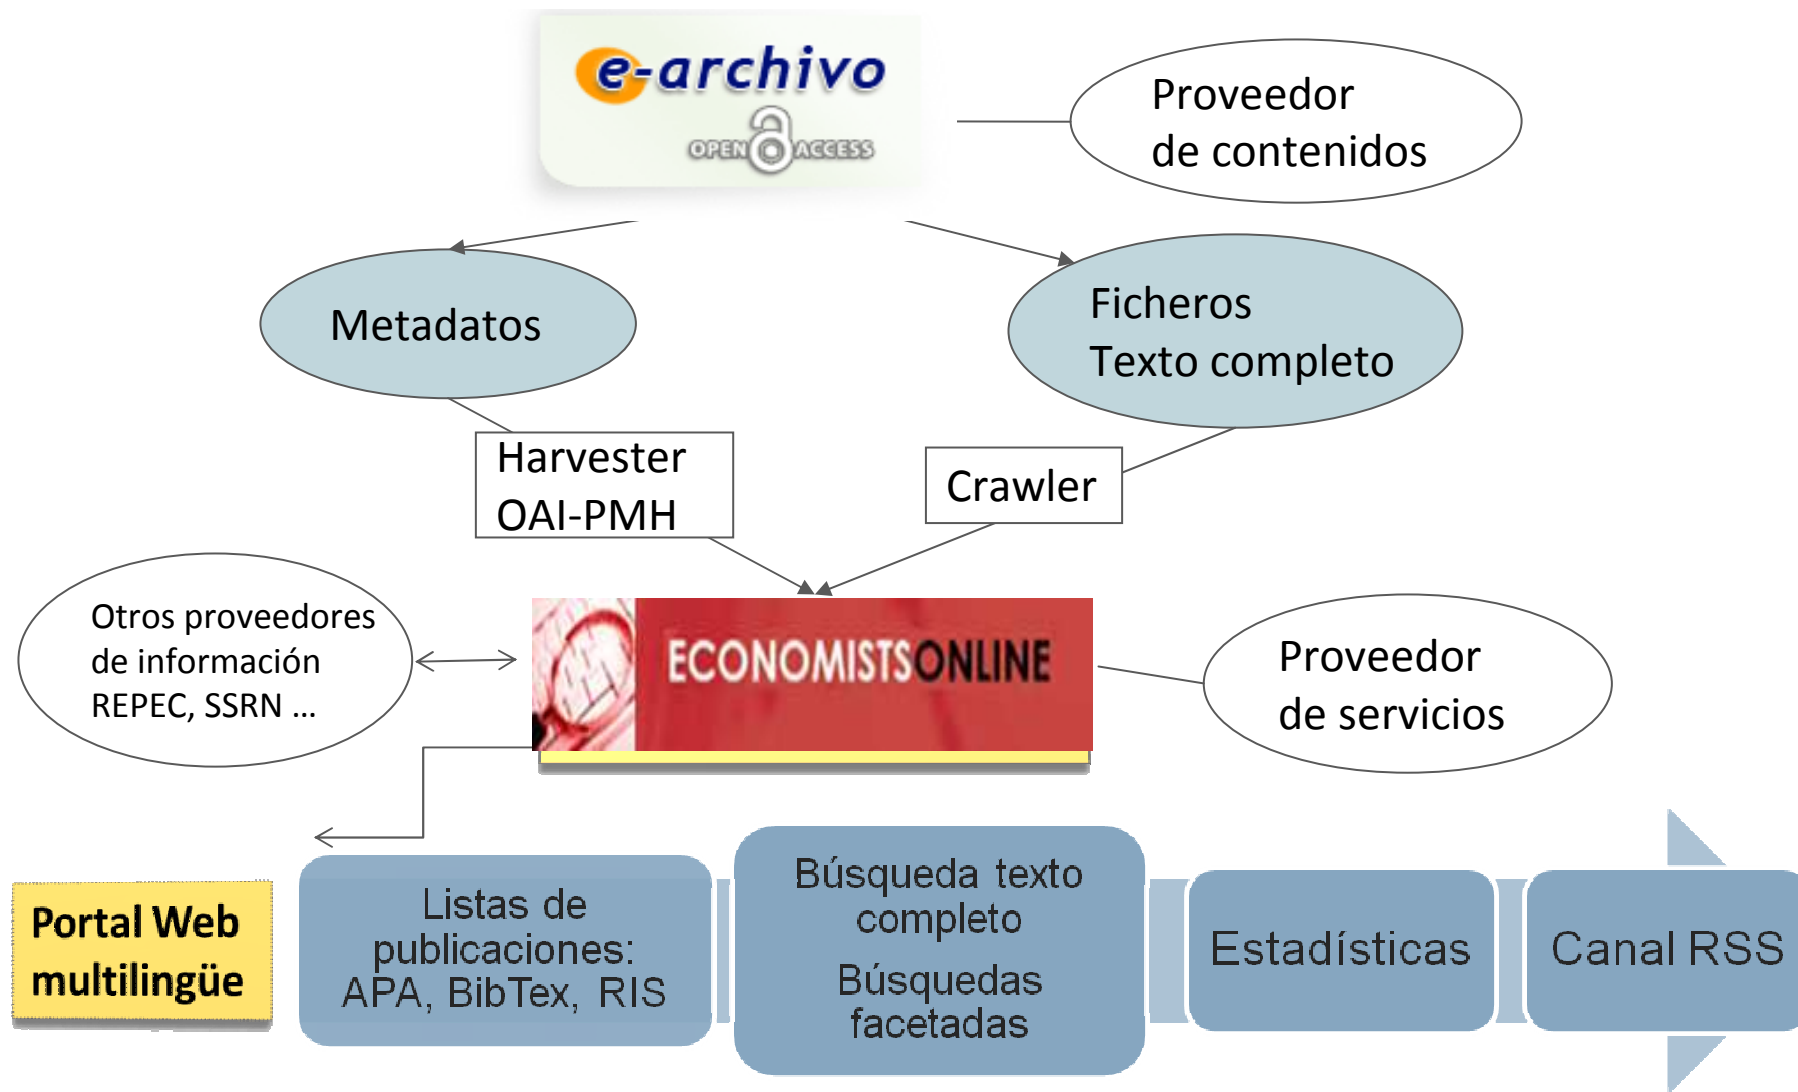 e-archivo
OPEN ACCESS
Proveedor
de contenidos
Metadatos
Ficheros
Texto completo
Harvester
OAI-PMH
Crawler
Otros proveedores
de información
REPEC, SSRN ...
ECONOMISTSONLINE
Proveedor
de servicios
Portal Web
multilingüe
Listas de
publicaciones:
APA, BibTex, RIS
Búsqueda texto
completo
Búsquedas
facetadas
Estadísticas
Canal RSS